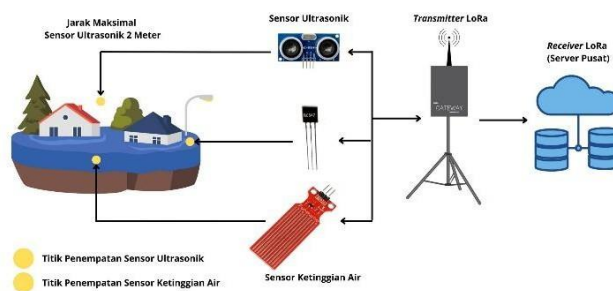 Jarak Maksimal
Sensor Ultrasonik 2 Meter
Sensor Ultrasonik
Transmitter LoRa
Receiver LoRa
(Server Pusat)
GATEWAY
Sensor Ketinggian Air
Titik Penempatan Sensor Ultrasonik
Titik Penempatan Sensor Ketinggian Air